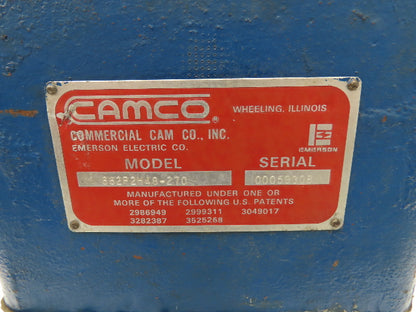 CAMCO
WHEELING, ILLINOIS
COMMERCIAL CAM CO., INC.
EMERSON ELECTRIC CO.
EMERSON
MODEL SERIAL
MANUFACTURED UNDER ONE OR
MORE OF THE FOLLOWING U.S. PATENTS
2986949 2999311 3049017
3282387 3525268